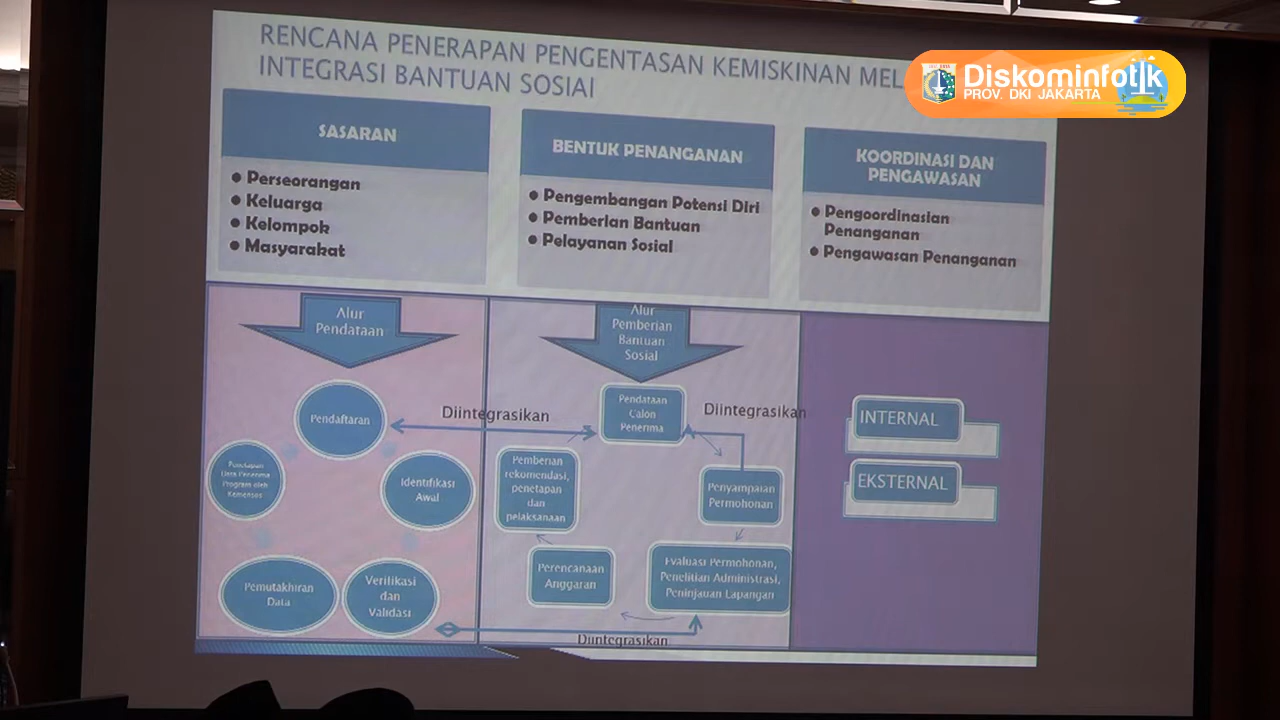 RENCANA PENERAPAN PENGENTASAN KEMISKINAN MEL
INTEGRASI BANTUAN SOSIAL
Diskominfotik
PROV. DKI JAKARTA
SASARAN
• Perseorangan
• Keluarga
• Kelompok
• Masyarakat
BENTUK PENANGANAN
• Pengembangan Potensi Diri
• Pemberian Bantuan
• Pelayanan Sosial
KOORDINASI DAN
PENGAWASAN
• Pengoordinasian
Penanganan
• Pengawasan Penanganan
Alur
Pendataan
Pendaftaran
Identifikasi
Awal
Verifikasi
dan
Validasi
Pemutakhiran
Data
Penetapan
Data Penerima
Program oleh
Kemensos
Diintegrasikan
Alur
Pemberian
Bantuan
Sosial
Pendataan
Calon
Penerima
Diintegrasikan
Penyampaian
Permohonan
Evaluasi Permohonan,
Penelitian Administrasi,
Peninjauan Lapangan
Perencanaan
Anggaran
Pemberian
rekomendasi,
penetapan
dan
pelaksanaan
Diintegrasikan
INTERNAL
EKSTERNAL